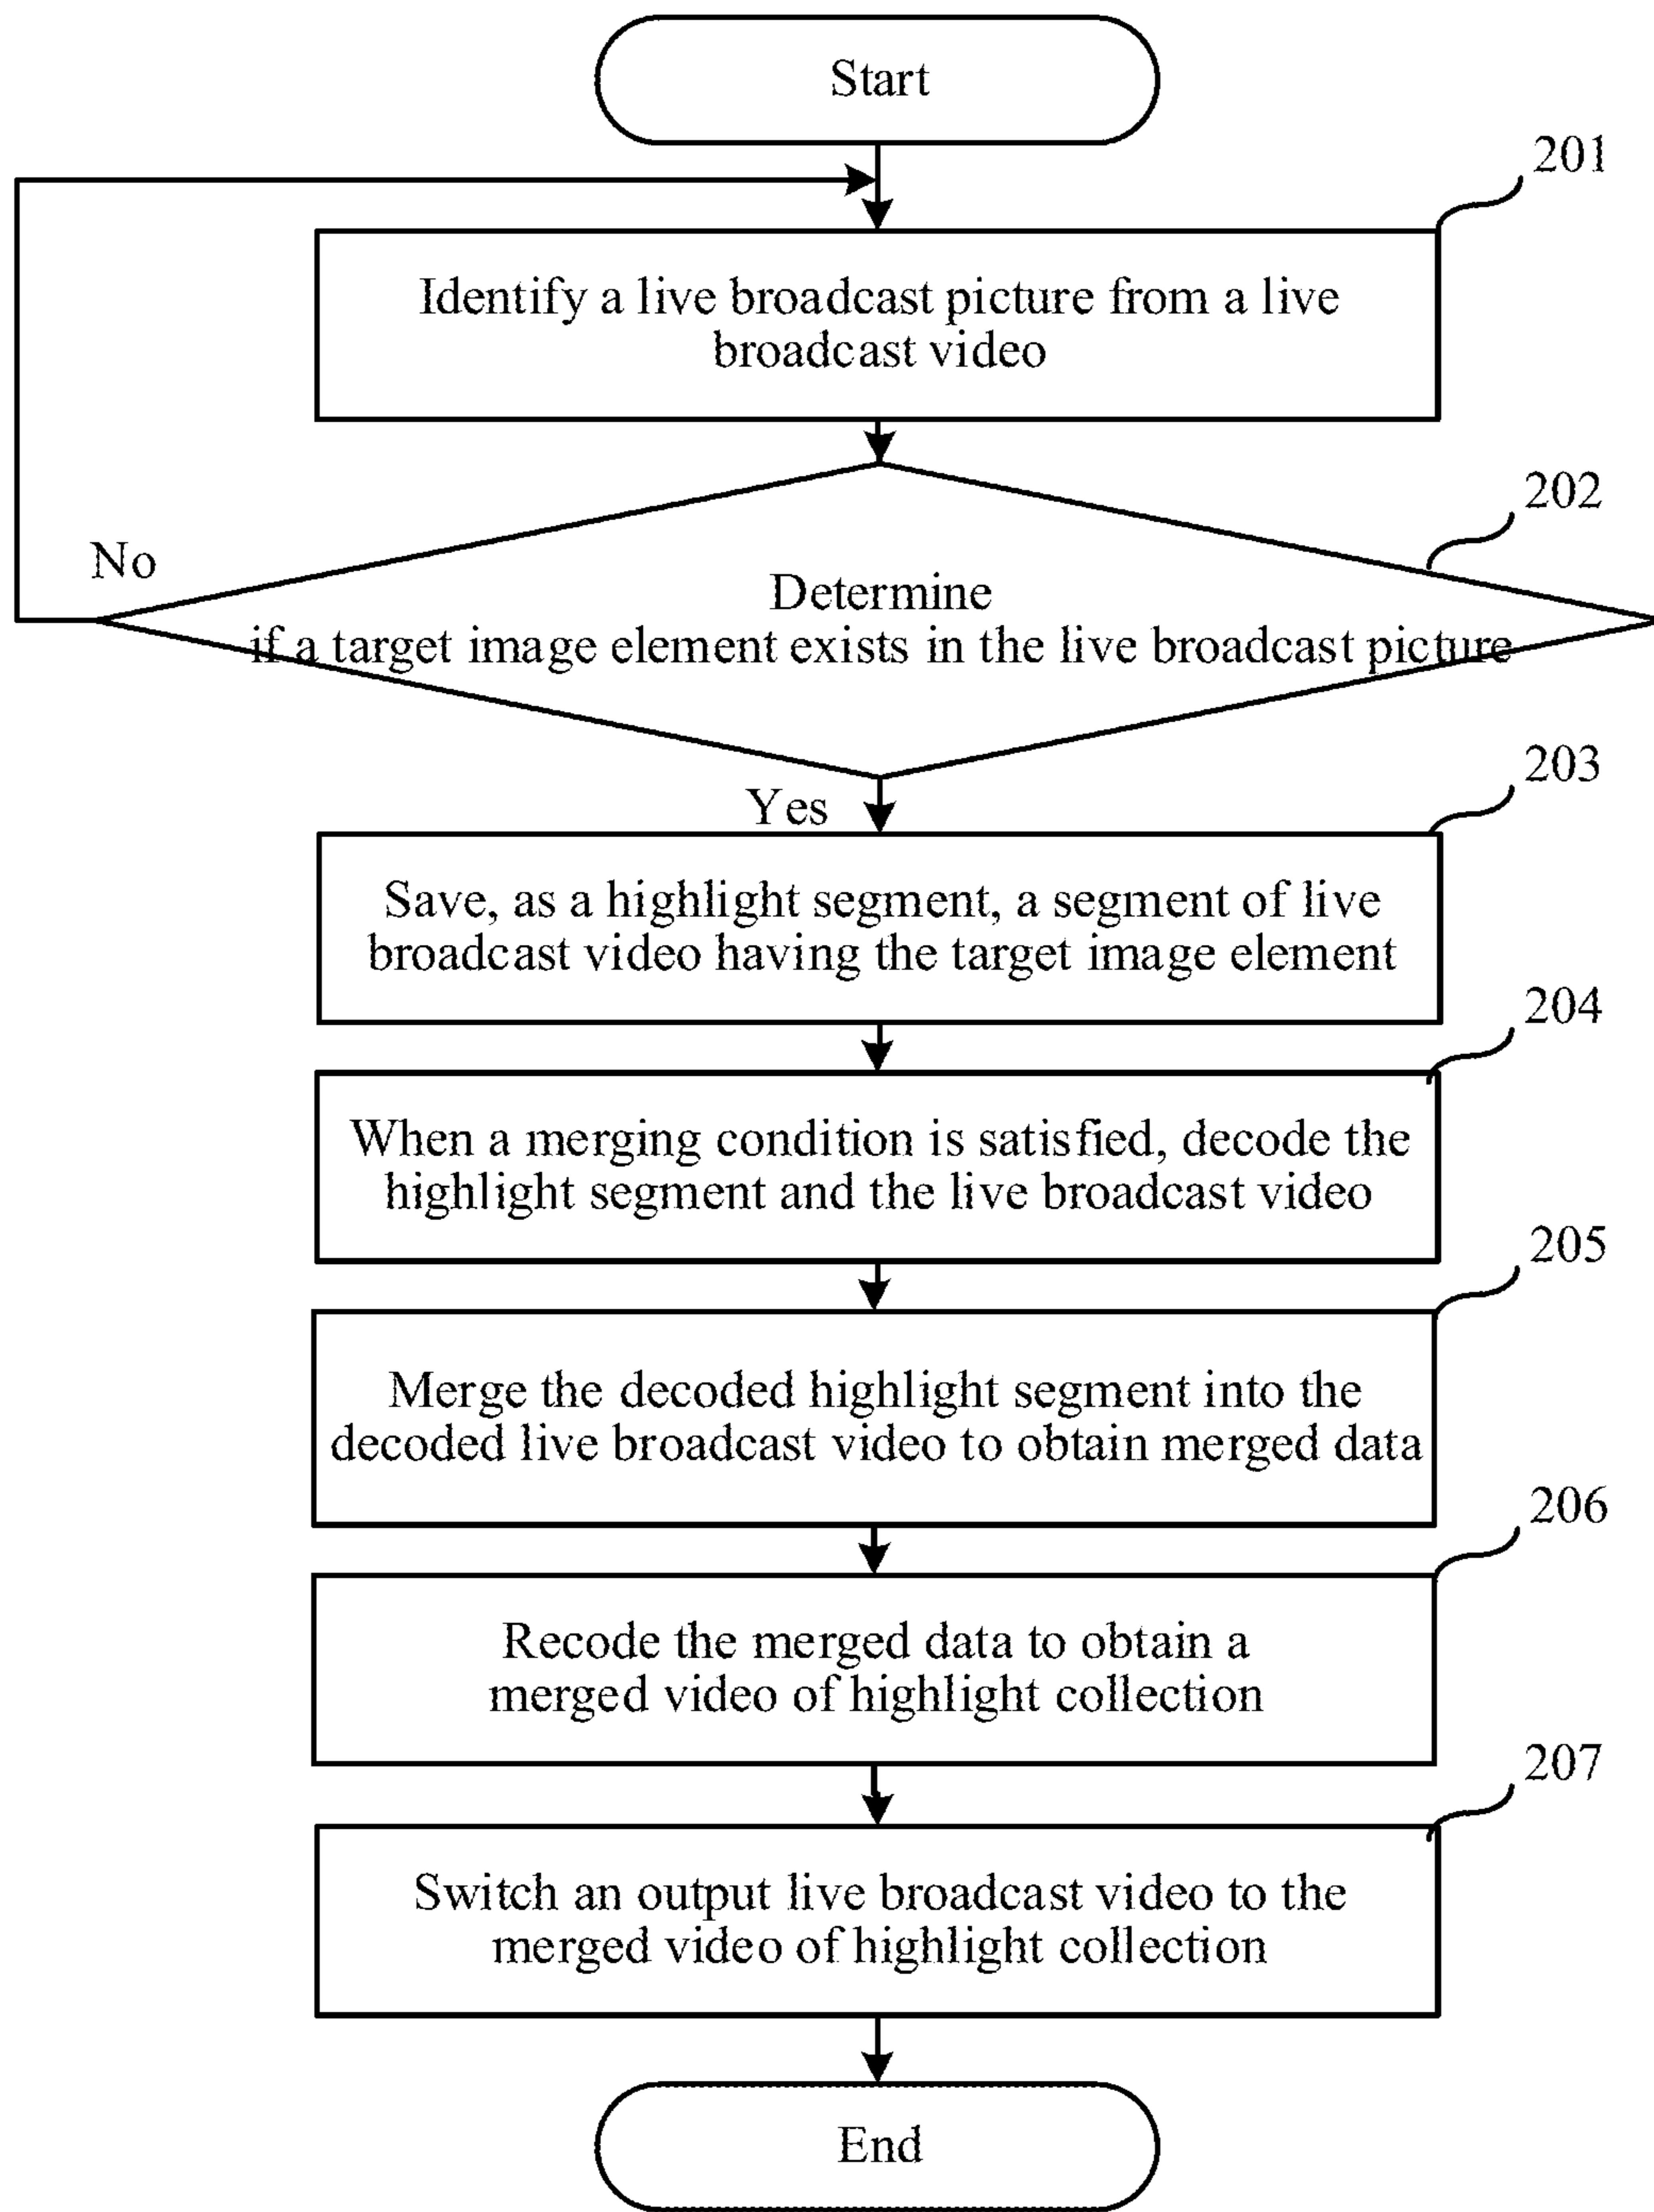 Start
201
Identify a live broadcast picture from a live
broadcast video
202
No
Determine
if a target image element exists in the live broadcast picture
203
Yes
Save, as a highlight segment, a segment of live
broadcast video having the target image element
204
When a merging condition is satisfied, decode the
highlight segment and the live broadcast video
205
Merge the decoded highlight segment into the
decoded live broadcast video to obtain merged data
206
Recode the merged data to obtain a
merged video of highlight collection
207
Switch an output live broadcast video to the
merged video of highlight collection
End